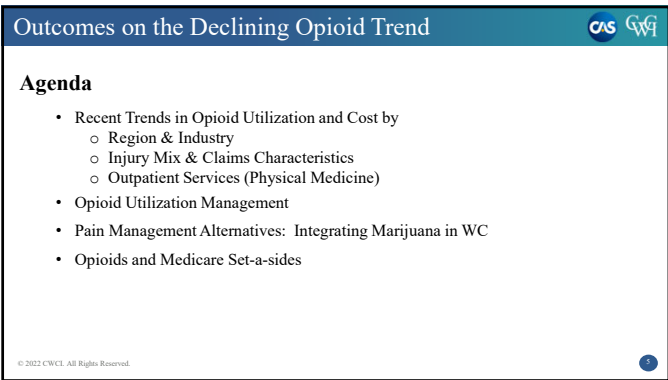 Outcomes on the Declining Opioid Trend
CAS
Agenda
• Recent Trends in Opioid Utilization and Cost by
o Region & Industry
o Injury Mix & Claims Characteristics
o Outpatient Services (Physical Medicine)
• Opioid Utilization Management
• Pain Management Alternatives: Integrating Marijuana in WC
• Opioids and Medicare Set-a-sides
© 2022 CWCI. All Rights Reserved.
5